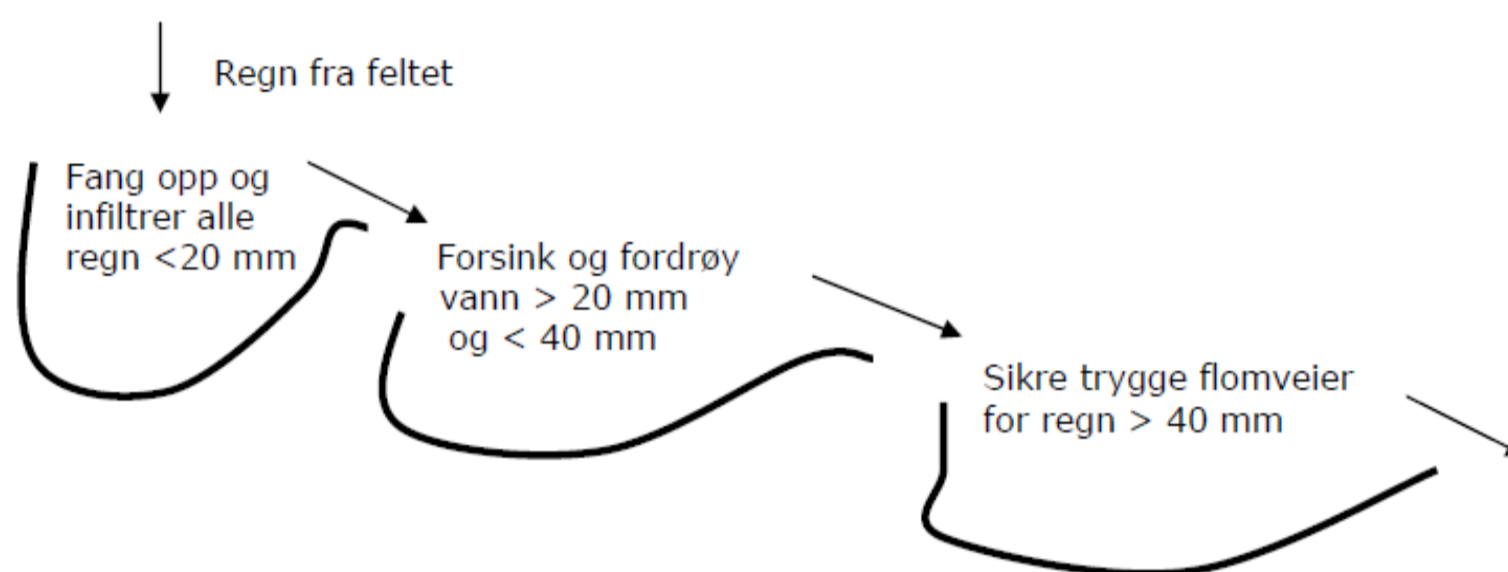 Regn fra feltet
Fang opp og
infiltrer alle
regn <20 mm
Forsink og fordrøy
vann > 20 mm
og < 40 mm
Sikre trygge flomveier
for regn > 40 mm